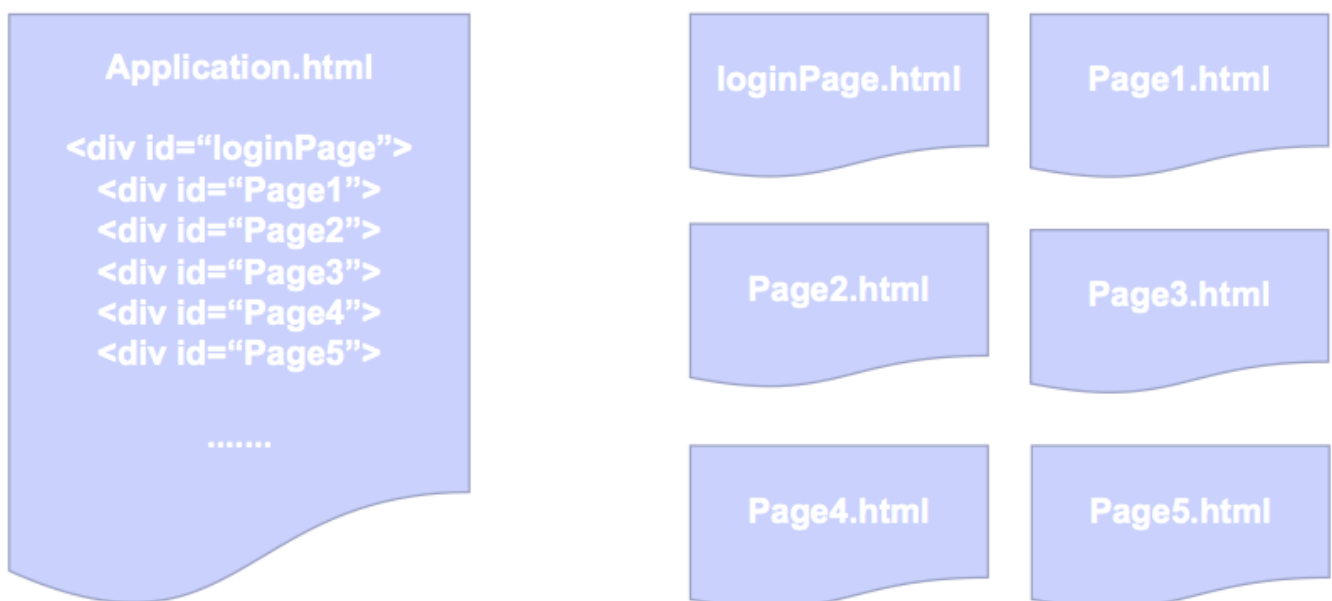 Application.html
<div id=“loginPage”>
<div id=“Page1”>
<div id=“Page2”>
<div id=“Page3”>
<div id=“Page4”>
<div id=“Page5”>
.......
loginPage.html
Page1.html
Page2.html
Page3.html
Page4.html
Page5.html